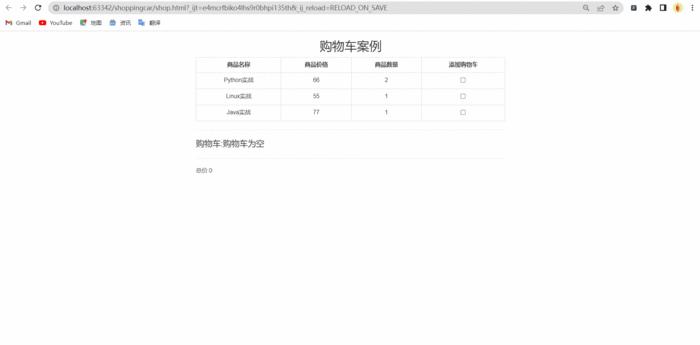 localhost:63342/shoppingcar/shop.html?_ijt=e4mcrfbiko4lhs9r0bhpi135th&_ij_reload=RELOAD_ON_SAVE
Gmail YouTube 地图 资讯 翻译
购物车案例
商品名称 商品价格 商品数量 添加购物车
Python实战 66 2
Linux实战 55 1
Java实战 77 1
购物车:购物车为空
总价 0